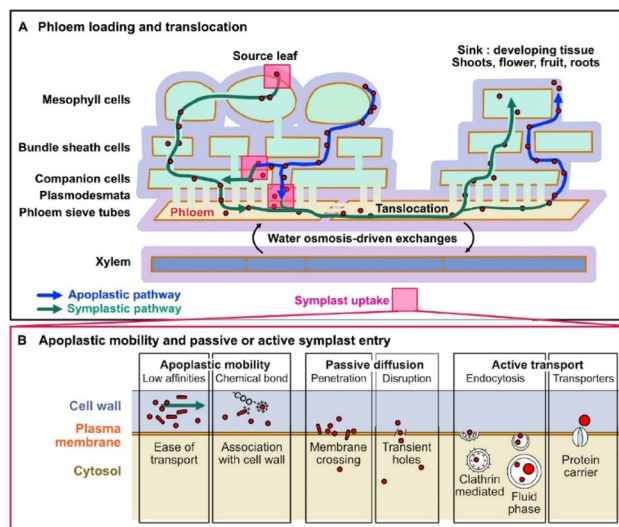 A Phloem loading and translocation
Source leaf
Sink : developing tissue
Shoots, flower, fruit, roots
Mesophyll cells
Bundle sheath cells
Companion cells
Plasmodesmata
Phloem sieve tubes
Phloem
Translocation
Water osmosis-driven exchanges
Xylem
Apoplastic pathway
Symplastic pathway
Symplast uptake
B Apoplastic mobility and passive or active symplast entry
Apoplastic mobility
Passive diffusion
Active transport
Low affinities
Chemical bond
Penetration
Disruption
Endocytosis
Transporters
Cell wall
-COO
Plasma
membrane
Cytosol
Ease of
transport
Association
with cell wall
Membrane
crossing
Transient
holes
Clathrin
mediated
Fluid
phase
Protein
carrier